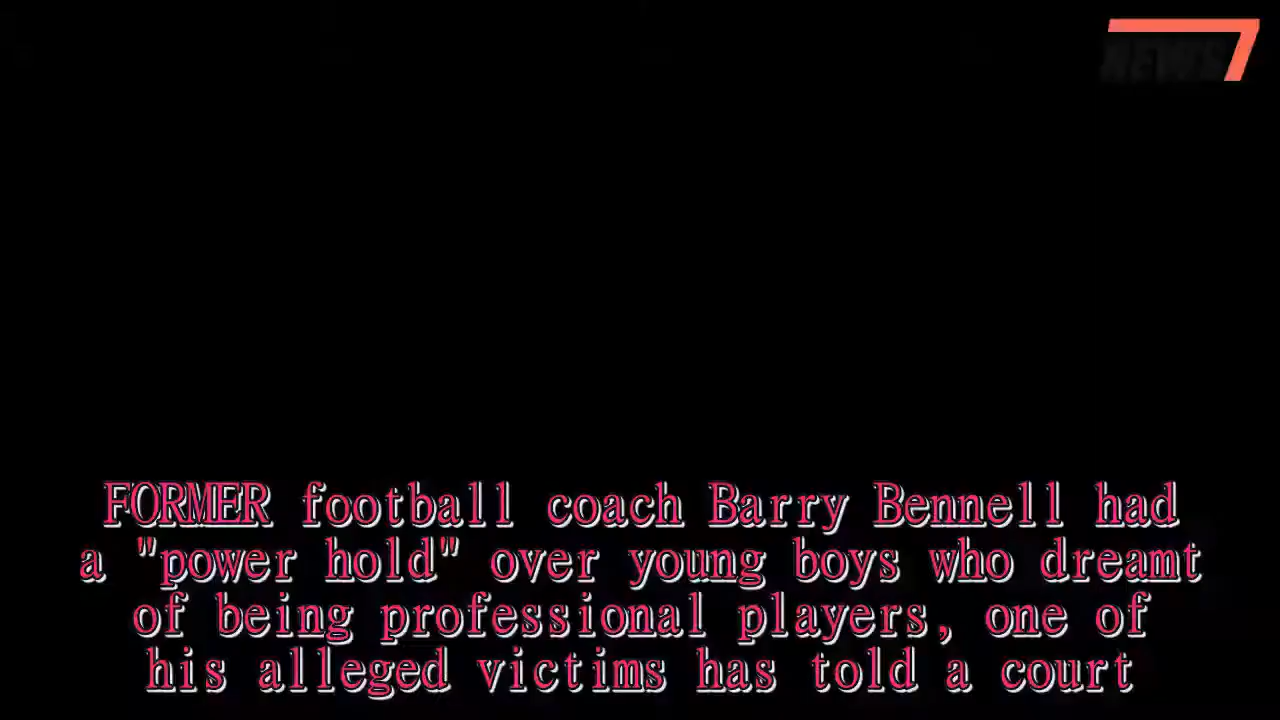 NEWS7
FORMER football coach Barry Bennell had
a "power hold" over young boys who dreamt
of being professional players, one of
his alleged victims has told a court